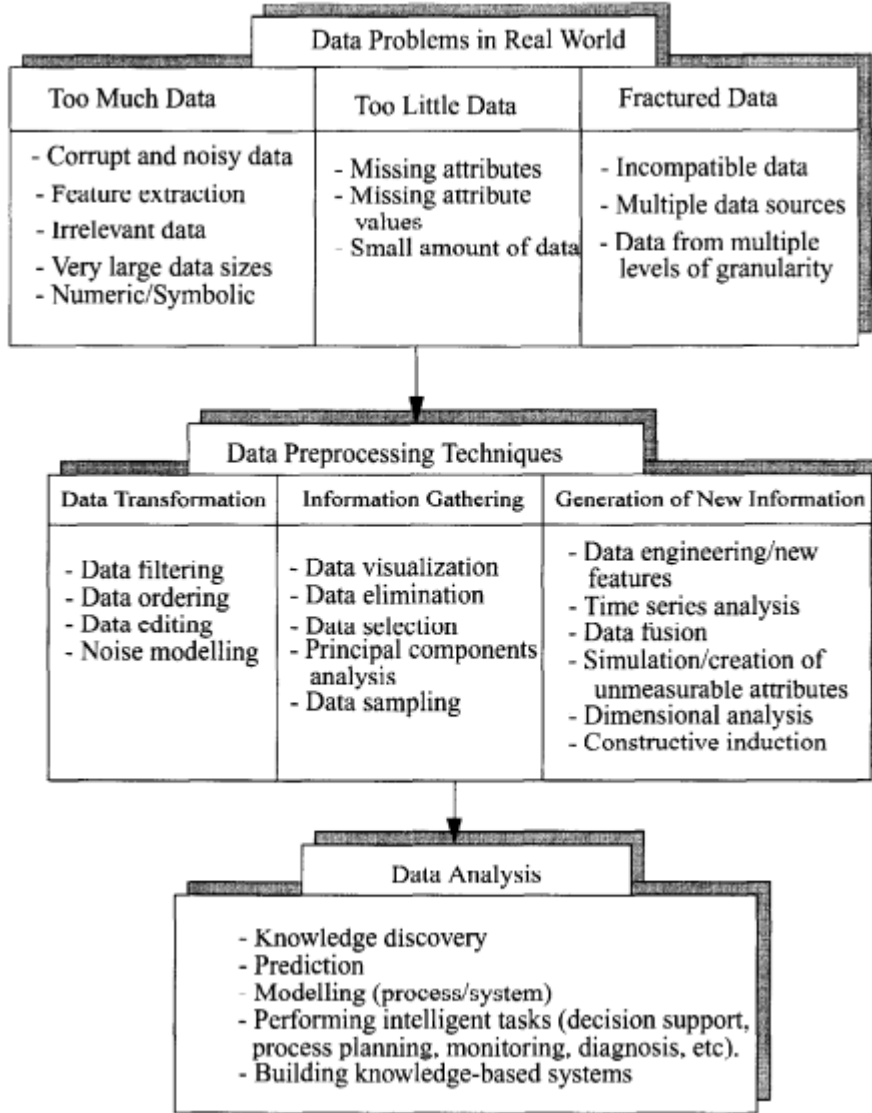 Data Problems in Real World
Too Much Data
- Corrupt and noisy data
- Feature extraction
- Irrelevant data
- Very large data sizes
- Numeric/Symbolic
Too Little Data
- Missing attributes
- Missing attribute
values
- Small amount of data
Fractured Data
- Incompatible data
- Multiple data sources
- Data from multiple
levels of granularity
Data Preprocessing Techniques
Data Transformation
- Data filtering
- Data ordering
- Data editing
- Noise modelling
Information Gathering
- Data visualization
- Data elimination
- Data selection
- Principal components
analysis
- Data sampling
Generation of New Information
- Data engineering/new
features
- Time series analysis
- Data fusion
- Simulation/creation of
unmeasurable attributes
- Dimensional analysis
- Constructive induction
Data Analysis
- Knowledge discovery
- Prediction
- Modelling (process/system)
- Performing intelligent tasks (decision support,
process planning, monitoring, diagnosis, etc).
- Building knowledge-based systems